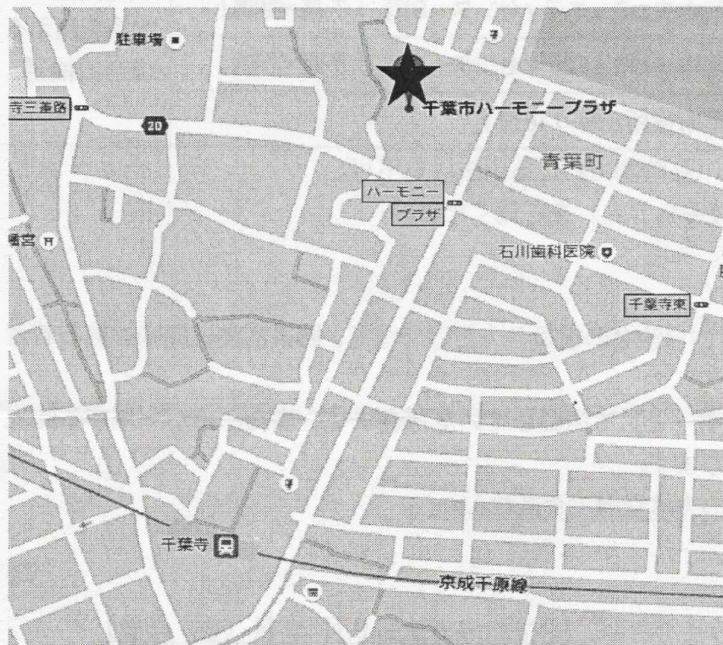 駐車場
千葉市ハーモニープラザ
寺三差路
20
青葉町
ハーモニー
プラザ
石川歯科医院
千葉寺東
千葉寺
京成千原線